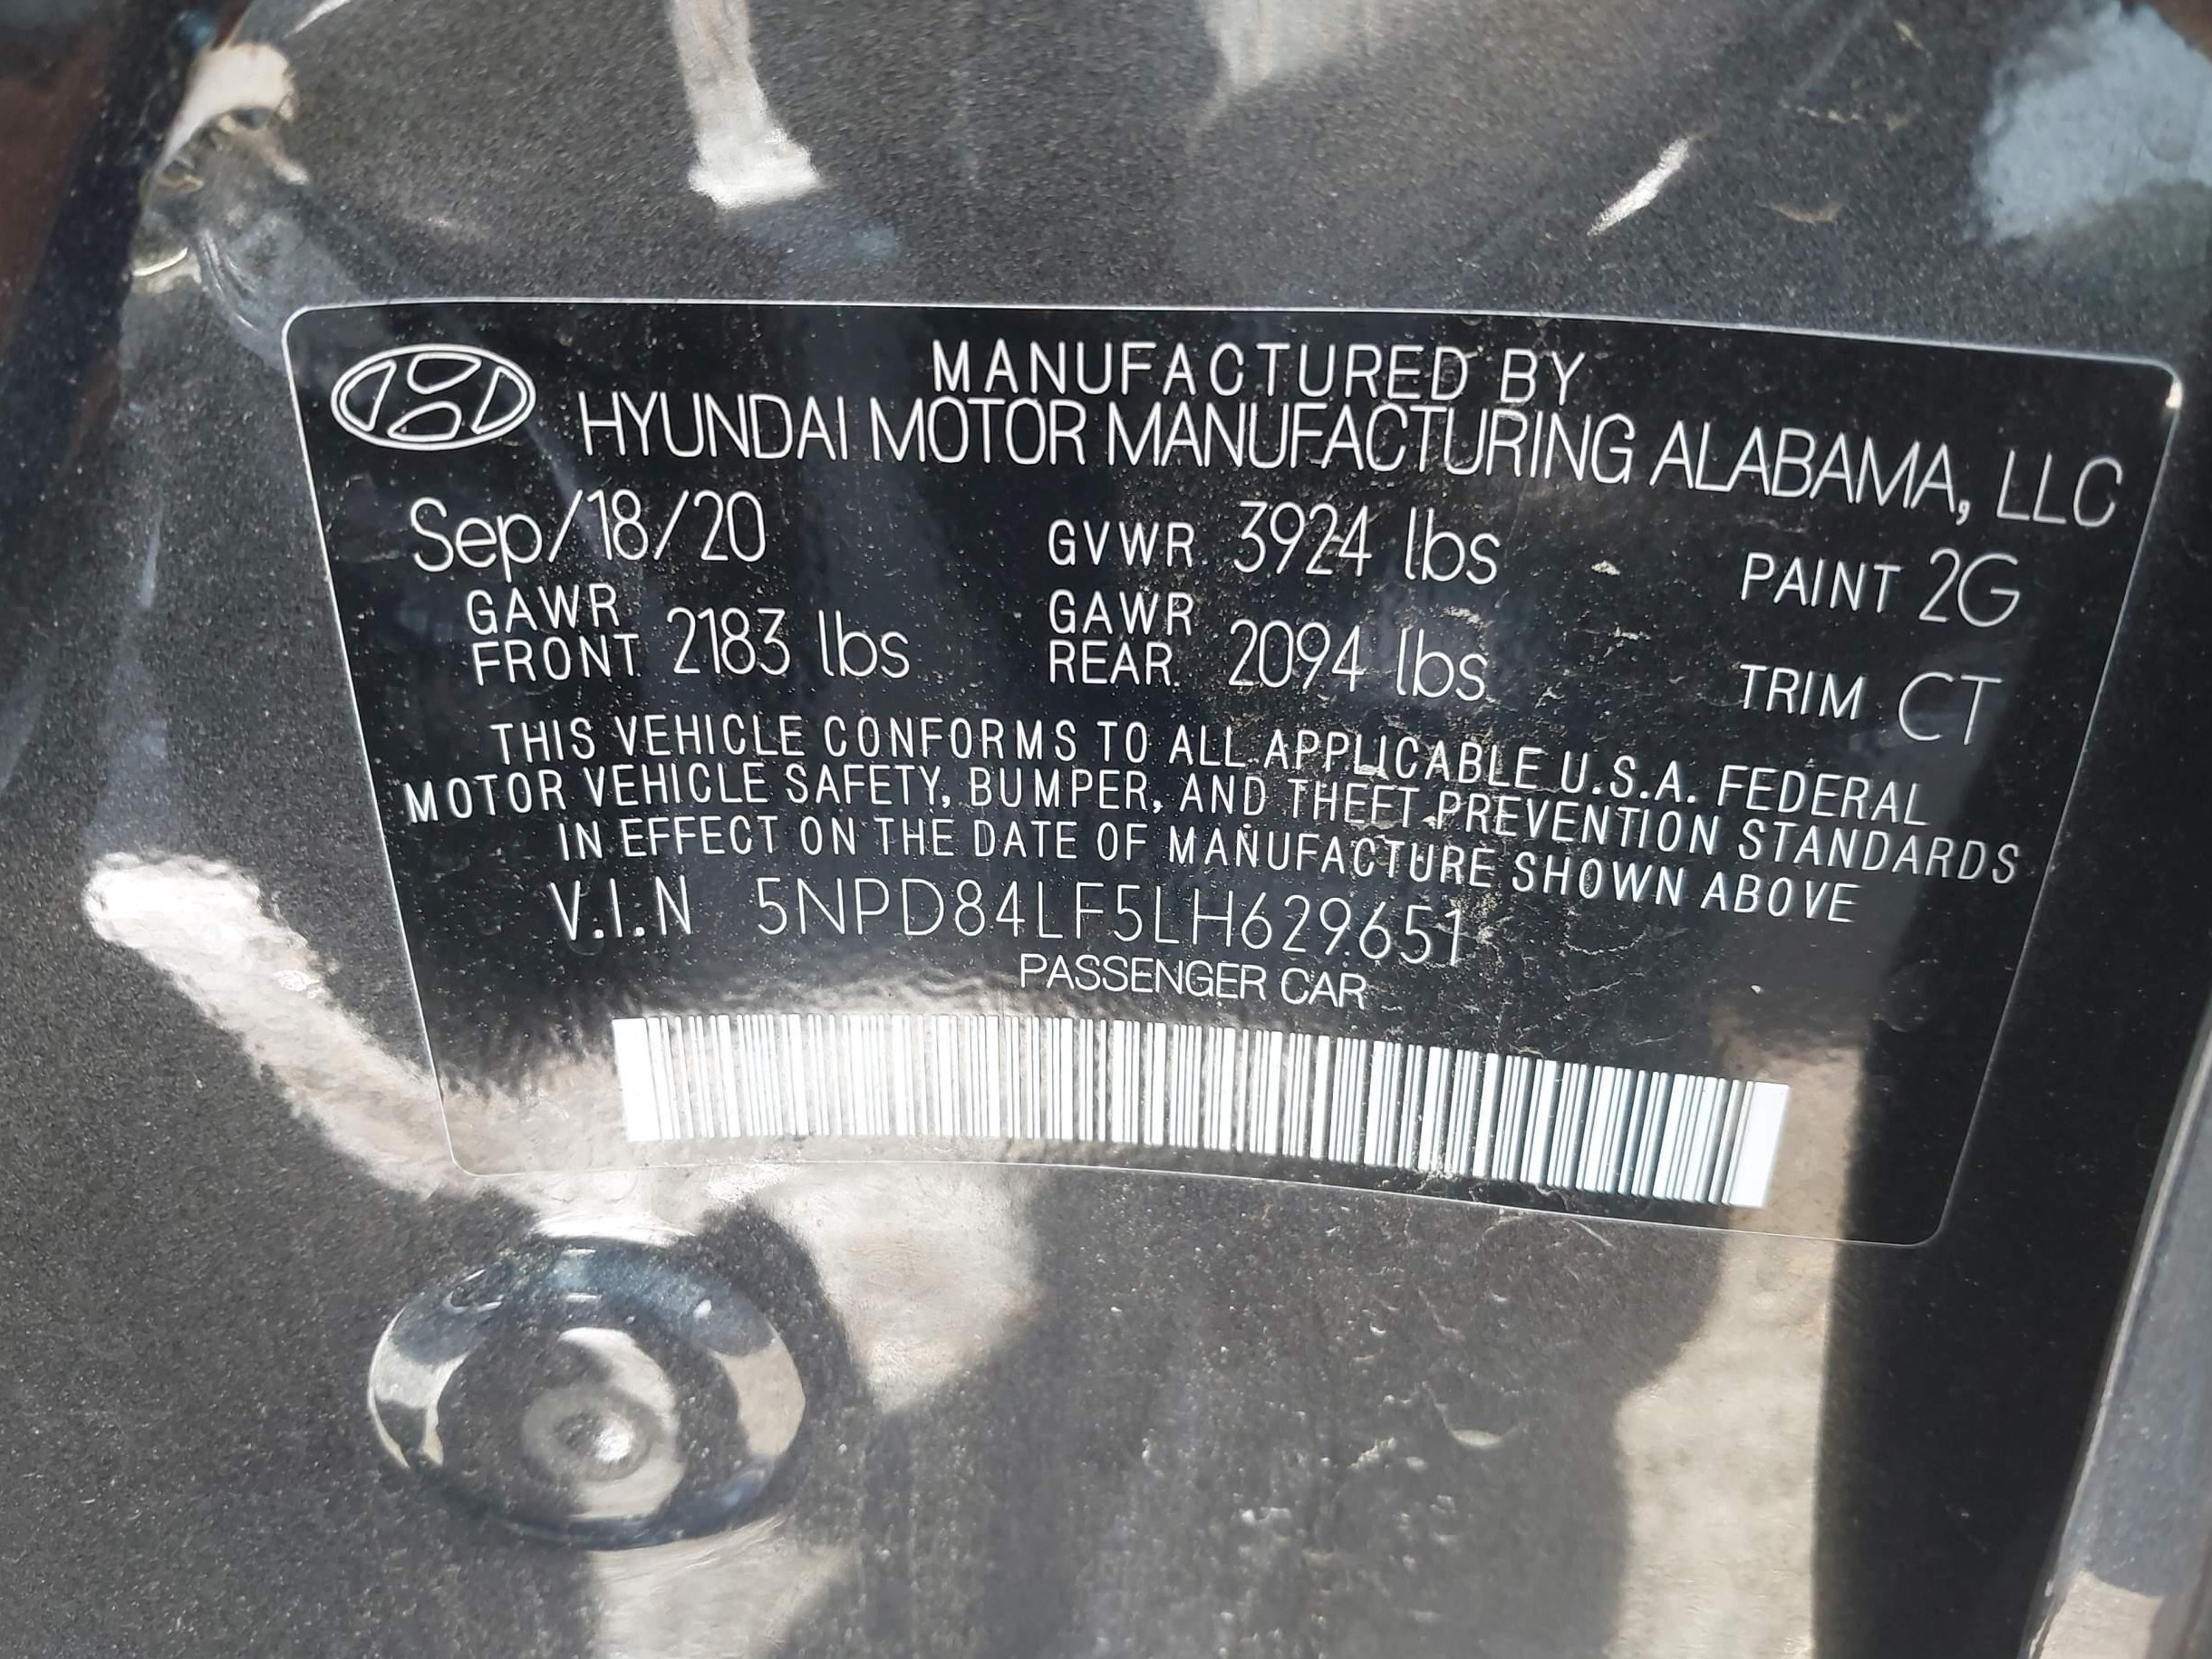 MANUFACTURED BY
HYUNDAI MOTOR MANUFACTURING ALABAMA, LLC
Sep/18/20 GVWR 3924 lbs PAINT 2G
GAWR FRONT 2183 lbs GAWR REAR 2094 lbs TRIM CT
THIS VEHICLE CONFORMS TO ALL APPLICABLE U.S.A. FEDERAL
MOTOR VEHICLE SAFETY, BUMPER, AND THEFT PREVENTION STANDARDS
IN EFFECT ON THE DATE OF MANUFACTURE SHOWN ABOVE
V.I.N 5NPD84LF5LH629651
PASSENGER CAR